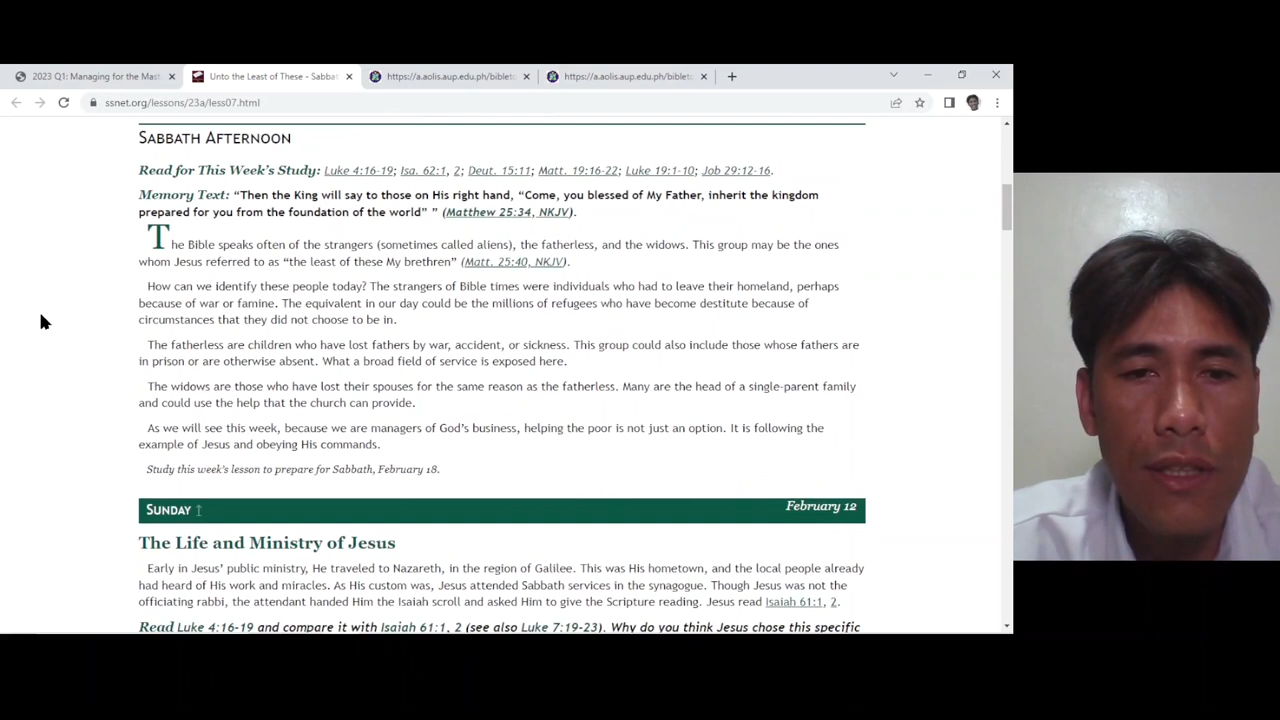 2023 Q1: Managing for the Mast
Unto the Least of These - Sabbat
https://a.aolis.aup.edu.ph/bibletc
https://a.aolis.aup.edu.ph/bibletc
ssnet.org/lessons/23a/less07.html
Sabbath Afternoon
Read for This Week's Study: Luke 4:16-19; Isa. 62:1, 2; Deut. 15:11; Matt. 19:16-22; Luke 19:1-10; Job 29:12-16.
Memory Text: “Then the King will say to those on His right hand, “Come, you blessed of My Father, inherit the kingdom
prepared for you from the foundation of the world” ” (Matthew 25:34, NKJV).
The Bible speaks often of the strangers (sometimes called aliens), the fatherless, and the widows. This group may be the ones
whom Jesus referred to as “the least of these My brethren” (Matt. 25:40, NKJV).
How can we identify these people today? The strangers of Bible times were individuals who had to leave their homeland, perhaps
because of war or famine. The equivalent in our day could be the millions of refugees who have become destitute because of
circumstances that they did not choose to be in.
The fatherless are children who have lost fathers by war, accident, or sickness. This group could also include those whose fathers are
in prison or are otherwise absent. What a broad field of service is exposed here.
The widows are those who have lost their spouses for the same reason as the fatherless. Many are the head of a single-parent family
and could use the help that the church can provide.
As we will see this week, because we are managers of God’s business, helping the poor is not just an option. It is following the
example of Jesus and obeying His commands.
Study this week's lesson to prepare for Sabbath, February 18.
Sunday ↑ February 12
The Life and Ministry of Jesus
Early in Jesus’ public ministry, He traveled to Nazareth, in the region of Galilee. This was His hometown, and the local people already
had heard of His work and miracles. As His custom was, Jesus attended Sabbath services in the synagogue. Though Jesus was not the
officiating rabbi, the attendant handed Him the Isaiah scroll and asked Him to give the Scripture reading. Jesus read Isaiah 61:1, 2.
Read Luke 4:16-19 and compare it with Isaiah 61:1, 2 (see also Luke 7:19-23). Why do you think Jesus chose this specific